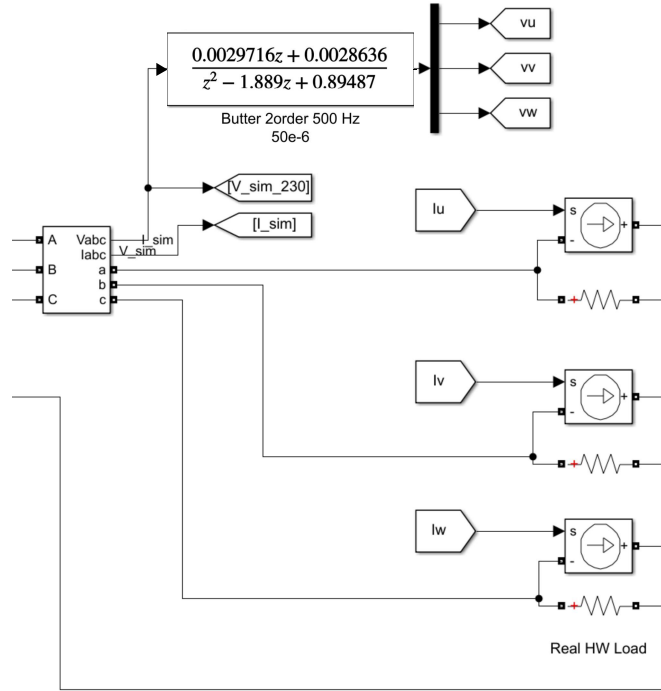 vu
0.0029716z + 0.0028636
z² − 1.889z + 0.89487
vv
vw
Butter 2order 500 Hz
50e-6
[V_sim_230]
[I_sim]
Iu
s
+
-
A
B
C
Vabc
Iabc
a
b
c
I_sim
V_sim
+
Iv
s
+
-
+
Iw
s
+
-
+
Real HW Load